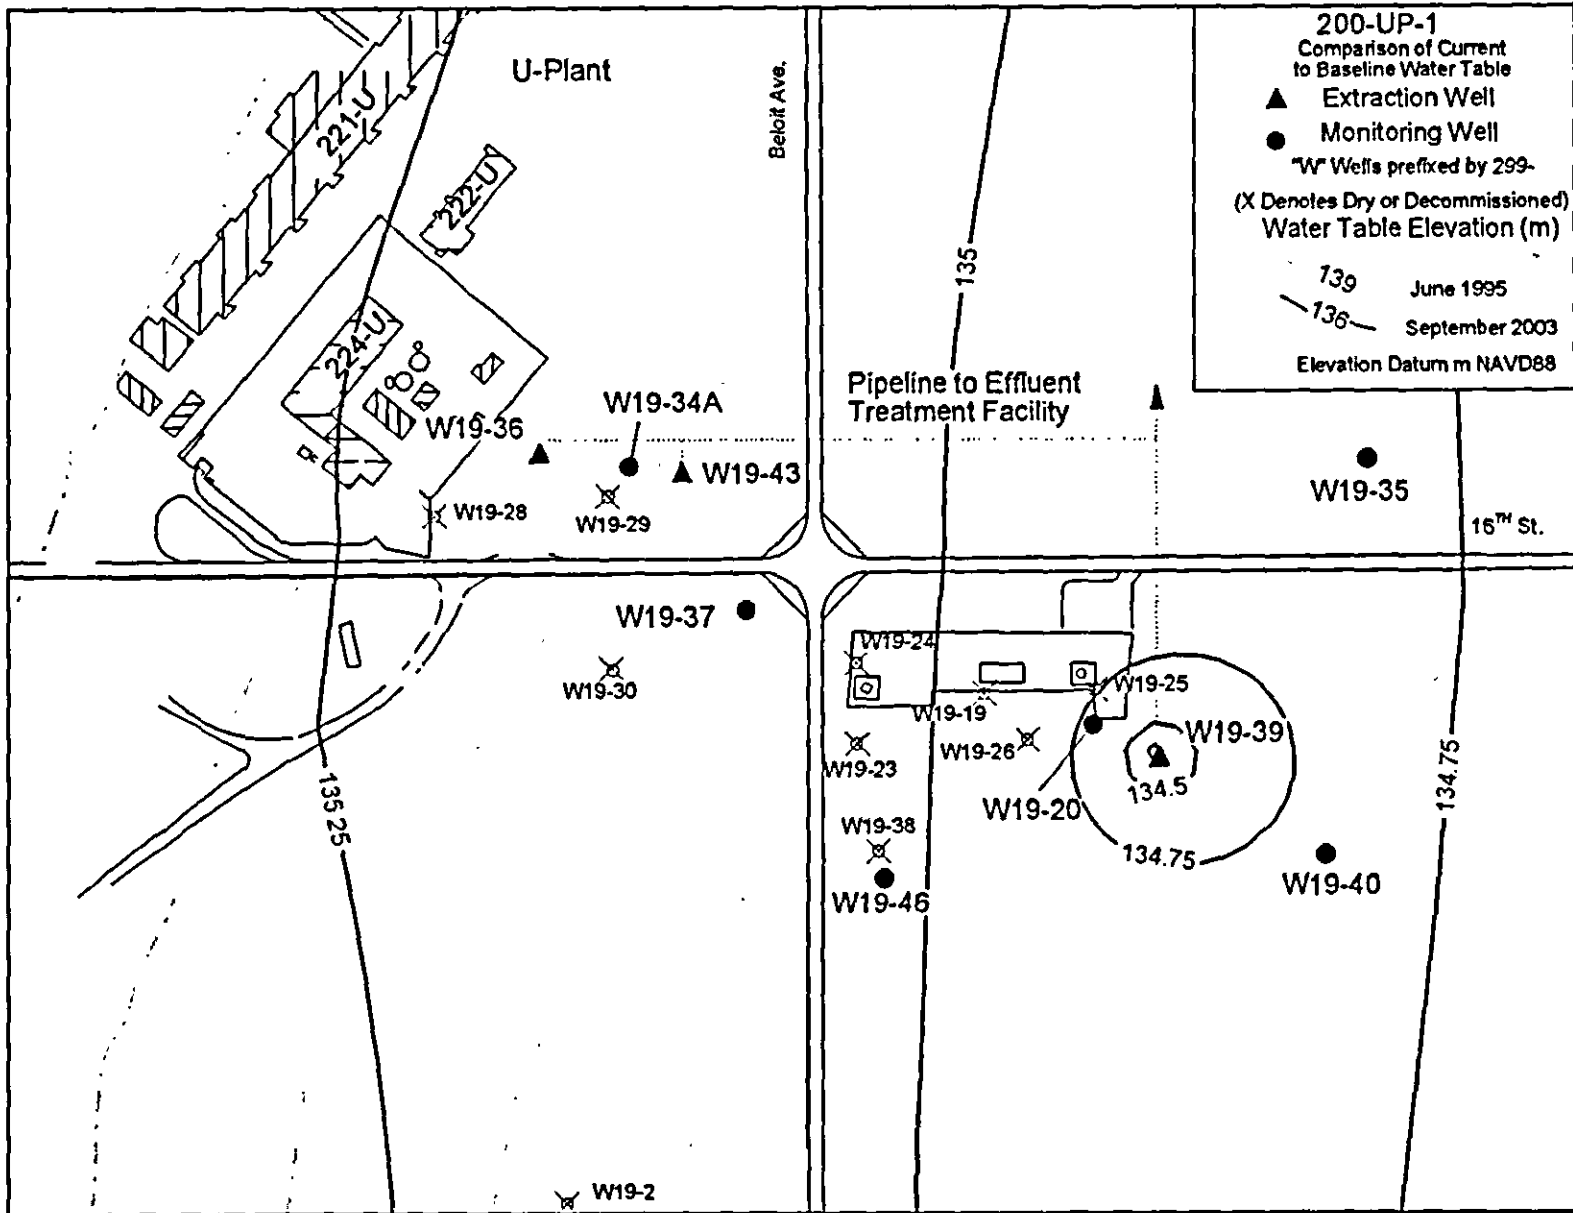 200-UP-1
Comparison of Current
to Baseline Water Table
Extraction Well
Monitoring Well
"W" Wells prefixed by 299-
(X Denotes Dry or Decommissioned)
Water Table Elevation (m)
139
June 1995
136
September 2003
Elevation Datum m NAVD88
U-Plant
Beloit Ave.
221-U
222-U
224-U
135
Pipeline to Effluent
Treatment Facility
W19-34A
W19-36
W19-43
W19-28
W19-29
W19-35
16TH St.
W19-37
W19-24
W19-30
W19-25
W19-19
W19-39
W19-26
W19-23
134.5
W19-20
135 25
134.75
W19-38
134.75
W19-40
W19-46
W19-2